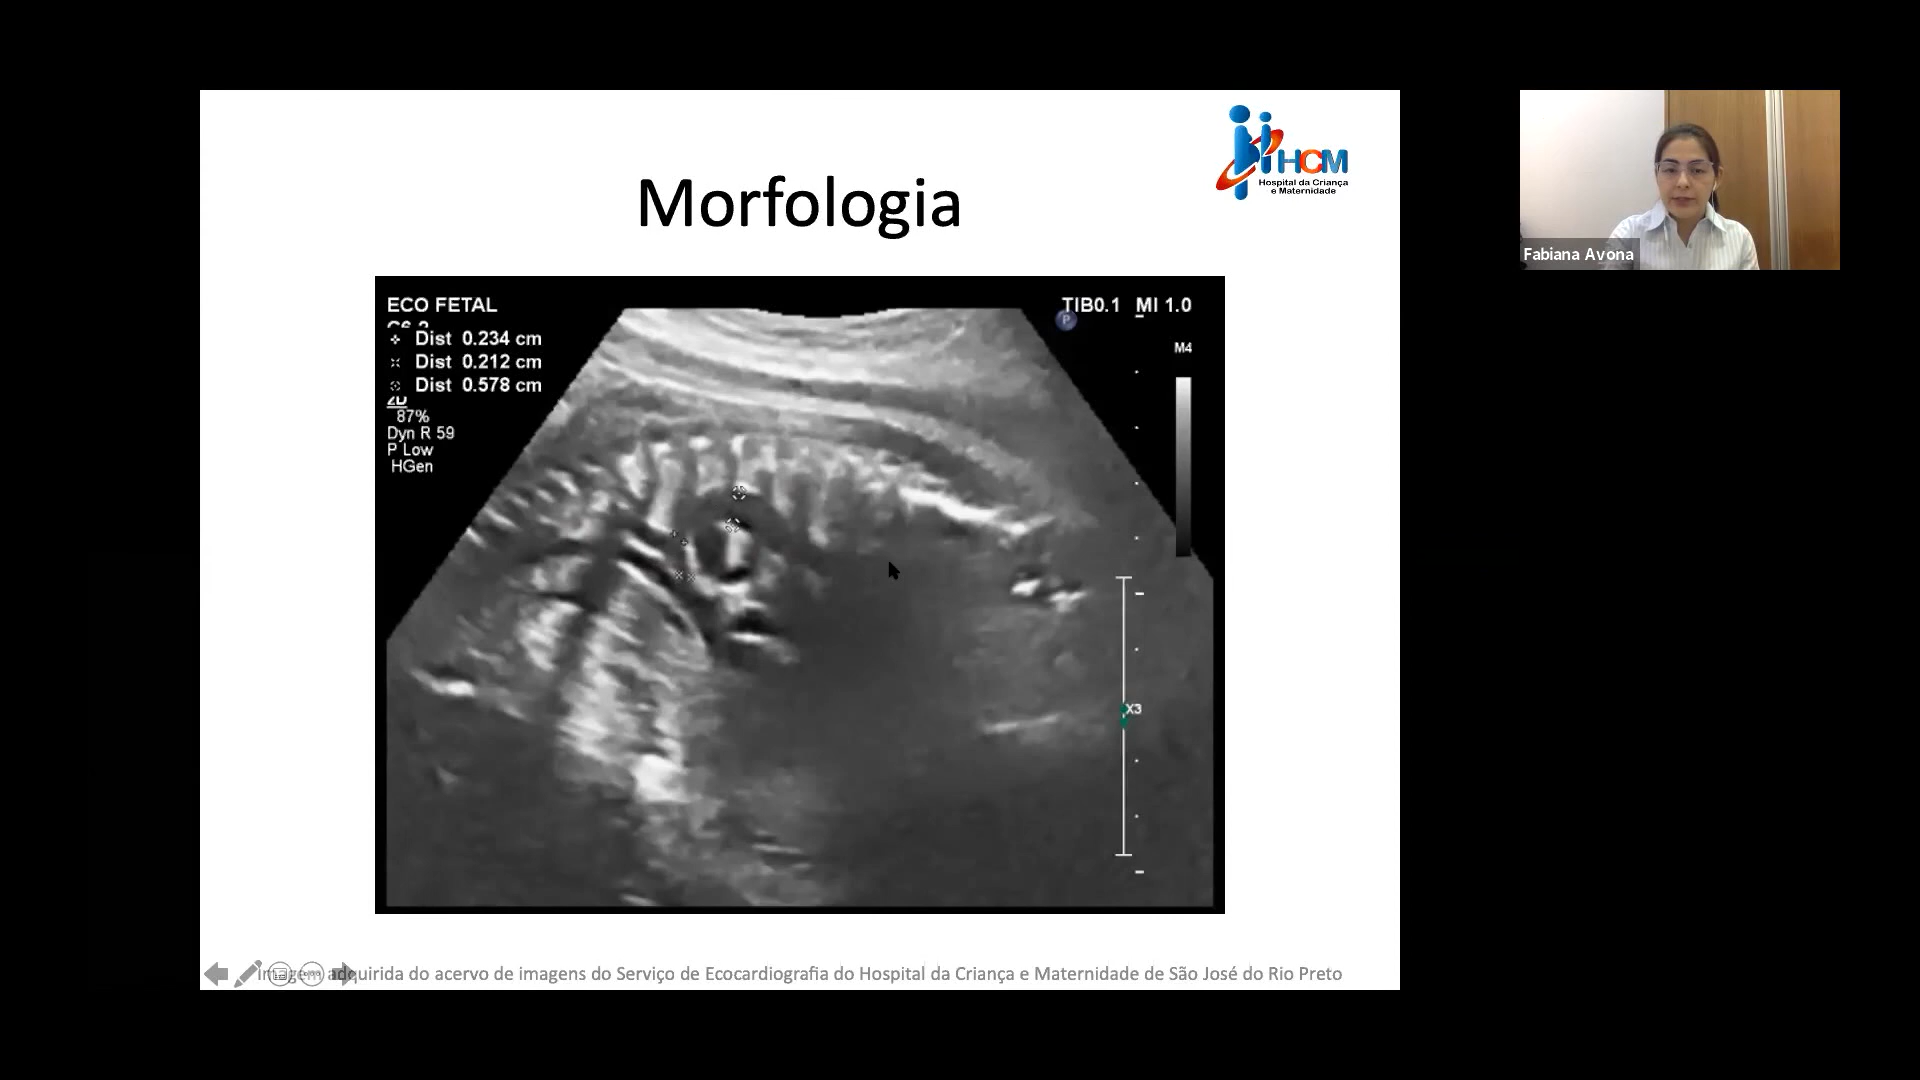 HCM
Hospital da Criança
e Maternidade
Morfologia
Fabiana Avona
ECO FETAL
TIB0.1 MI 1.0
P
Dist 0.234 cm
Dist 0.212 cm
Dist 0.578 cm
M4
2D
87%
Dyn R 59
P Low
HGen
X3
Imagem adquirida do acervo de imagens do Serviço de Ecocardiografia do Hospital da Criança e Maternidade de São José do Rio Preto